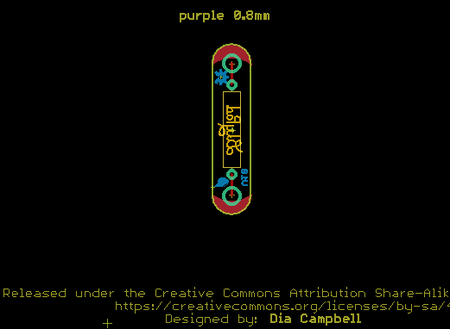 purple 0.8mm
Released under the Creative Commons Attribution Share-Alik
https://creativecommons.org/licenses/by-sa/4
Designed by: Dia Campbell